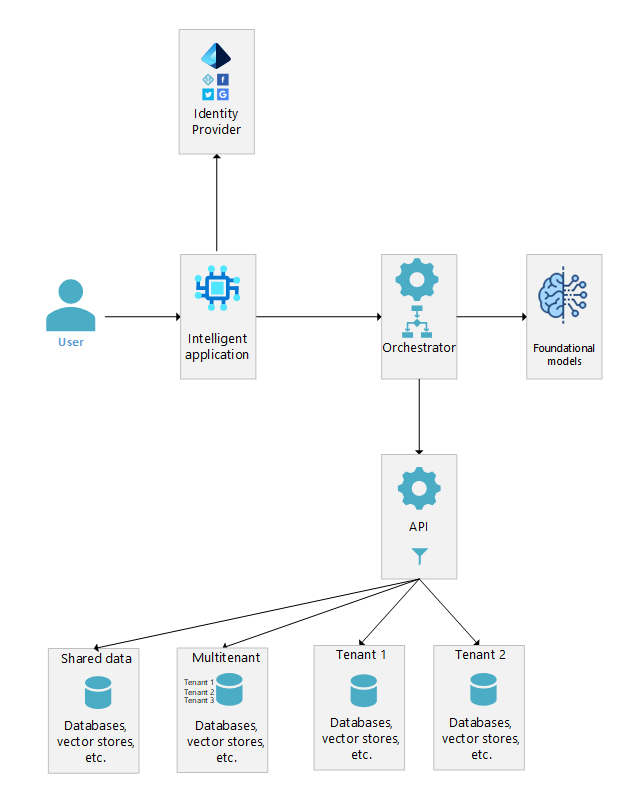 Identity
Provider
User
Intelligent
application
Orchestrator
Foundational
models
API
Shared data
Databases,
vector stores,
etc.
Multitenant
Tenant 1
Tenant 2
Tenant 3
Databases,
vector stores,
etc.
Tenant 1
Databases,
vector stores,
etc.
Tenant 2
Databases,
vector stores,
etc.